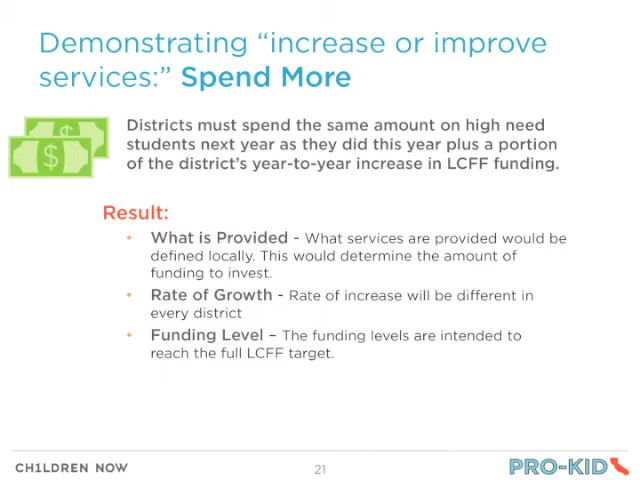 Demonstrating “increase or improve
services:” Spend More
$
¢
Districts must spend the same amount on high need
students next year as they did this year plus a portion
of the district’s year-to-year increase in LCFF funding.
Result:
• What is Provided - What services are provided would be
defined locally. This would determine the amount of
funding to invest.
• Rate of Growth - Rate of increase will be different in
every district
• Funding Level – The funding levels are intended to
reach the full LCFF target.
CH1LDREN NOW
21
PRO-KID